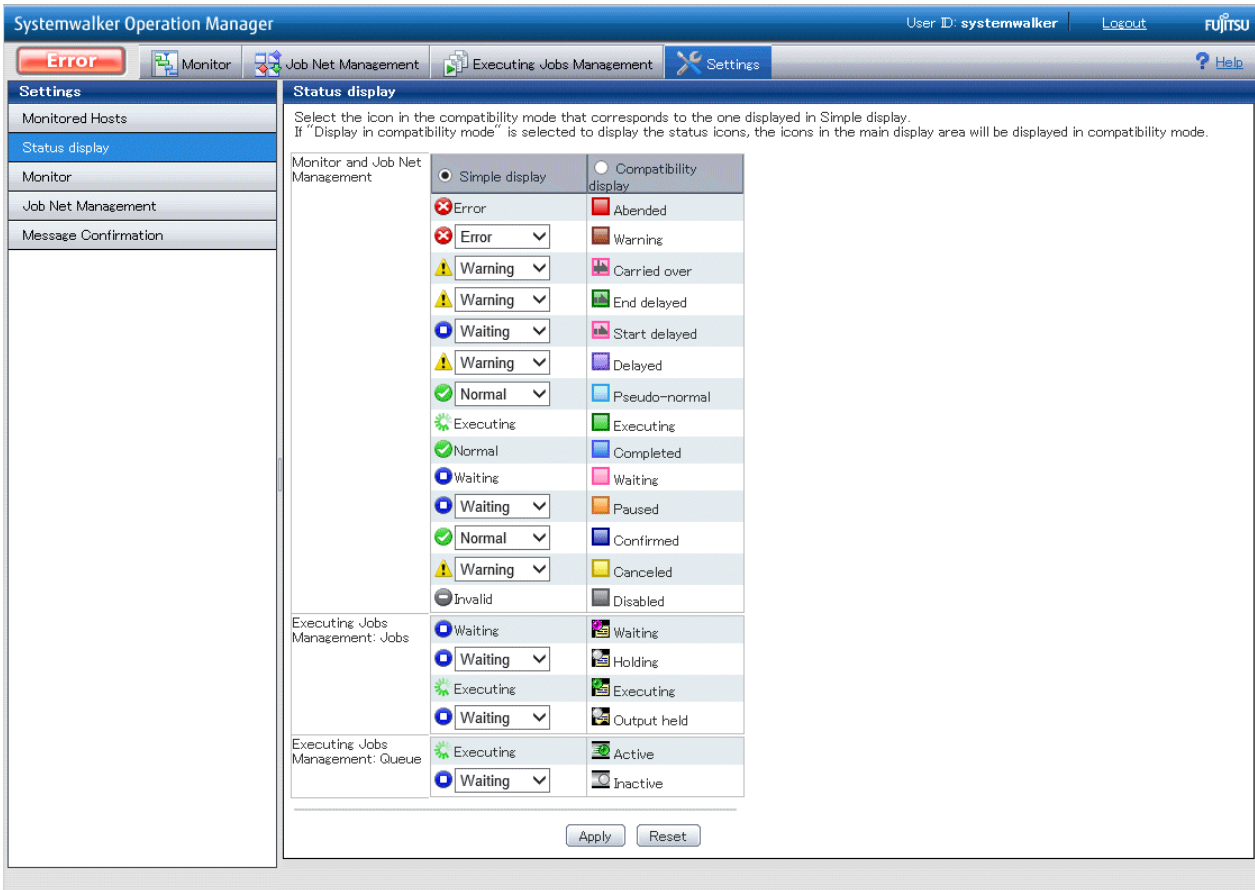 Systemwalker Operation Manager
User ID: systemwalker
Logout
FUJITSU
Error
Monitor
Job Net Management
Executing Jobs Management
Settings
? Help
Settings
Monitored Hosts
Status display
Monitor
Job Net Management
Message Confirmation
Status display
Select the icon in the compatibility mode that corresponds to the one displayed in Simple display.
If "Display in compatibility mode" is selected to display the status icons, the icons in the main display area will be displayed in compatibility mode.
Monitor and Job Net
Management
Simple display
Compatibility
display
Error
Abended
Error
Warning
Warning
Carried over
Warning
End delayed
Waiting
Start delayed
Warning
Delayed
Normal
Pseudo-normal
Executing
Executing
Normal
Completed
Waiting
Waiting
Waiting
Paused
Normal
Confirmed
Warning
Canceled
Invalid
Disabled
Executing Jobs
Management: Jobs
Waiting
Waiting
Waiting
Holding
Executing
Executing
Waiting
Output held
Executing Jobs
Management: Queue
Executing
Active
Waiting
Inactive
Apply
Reset